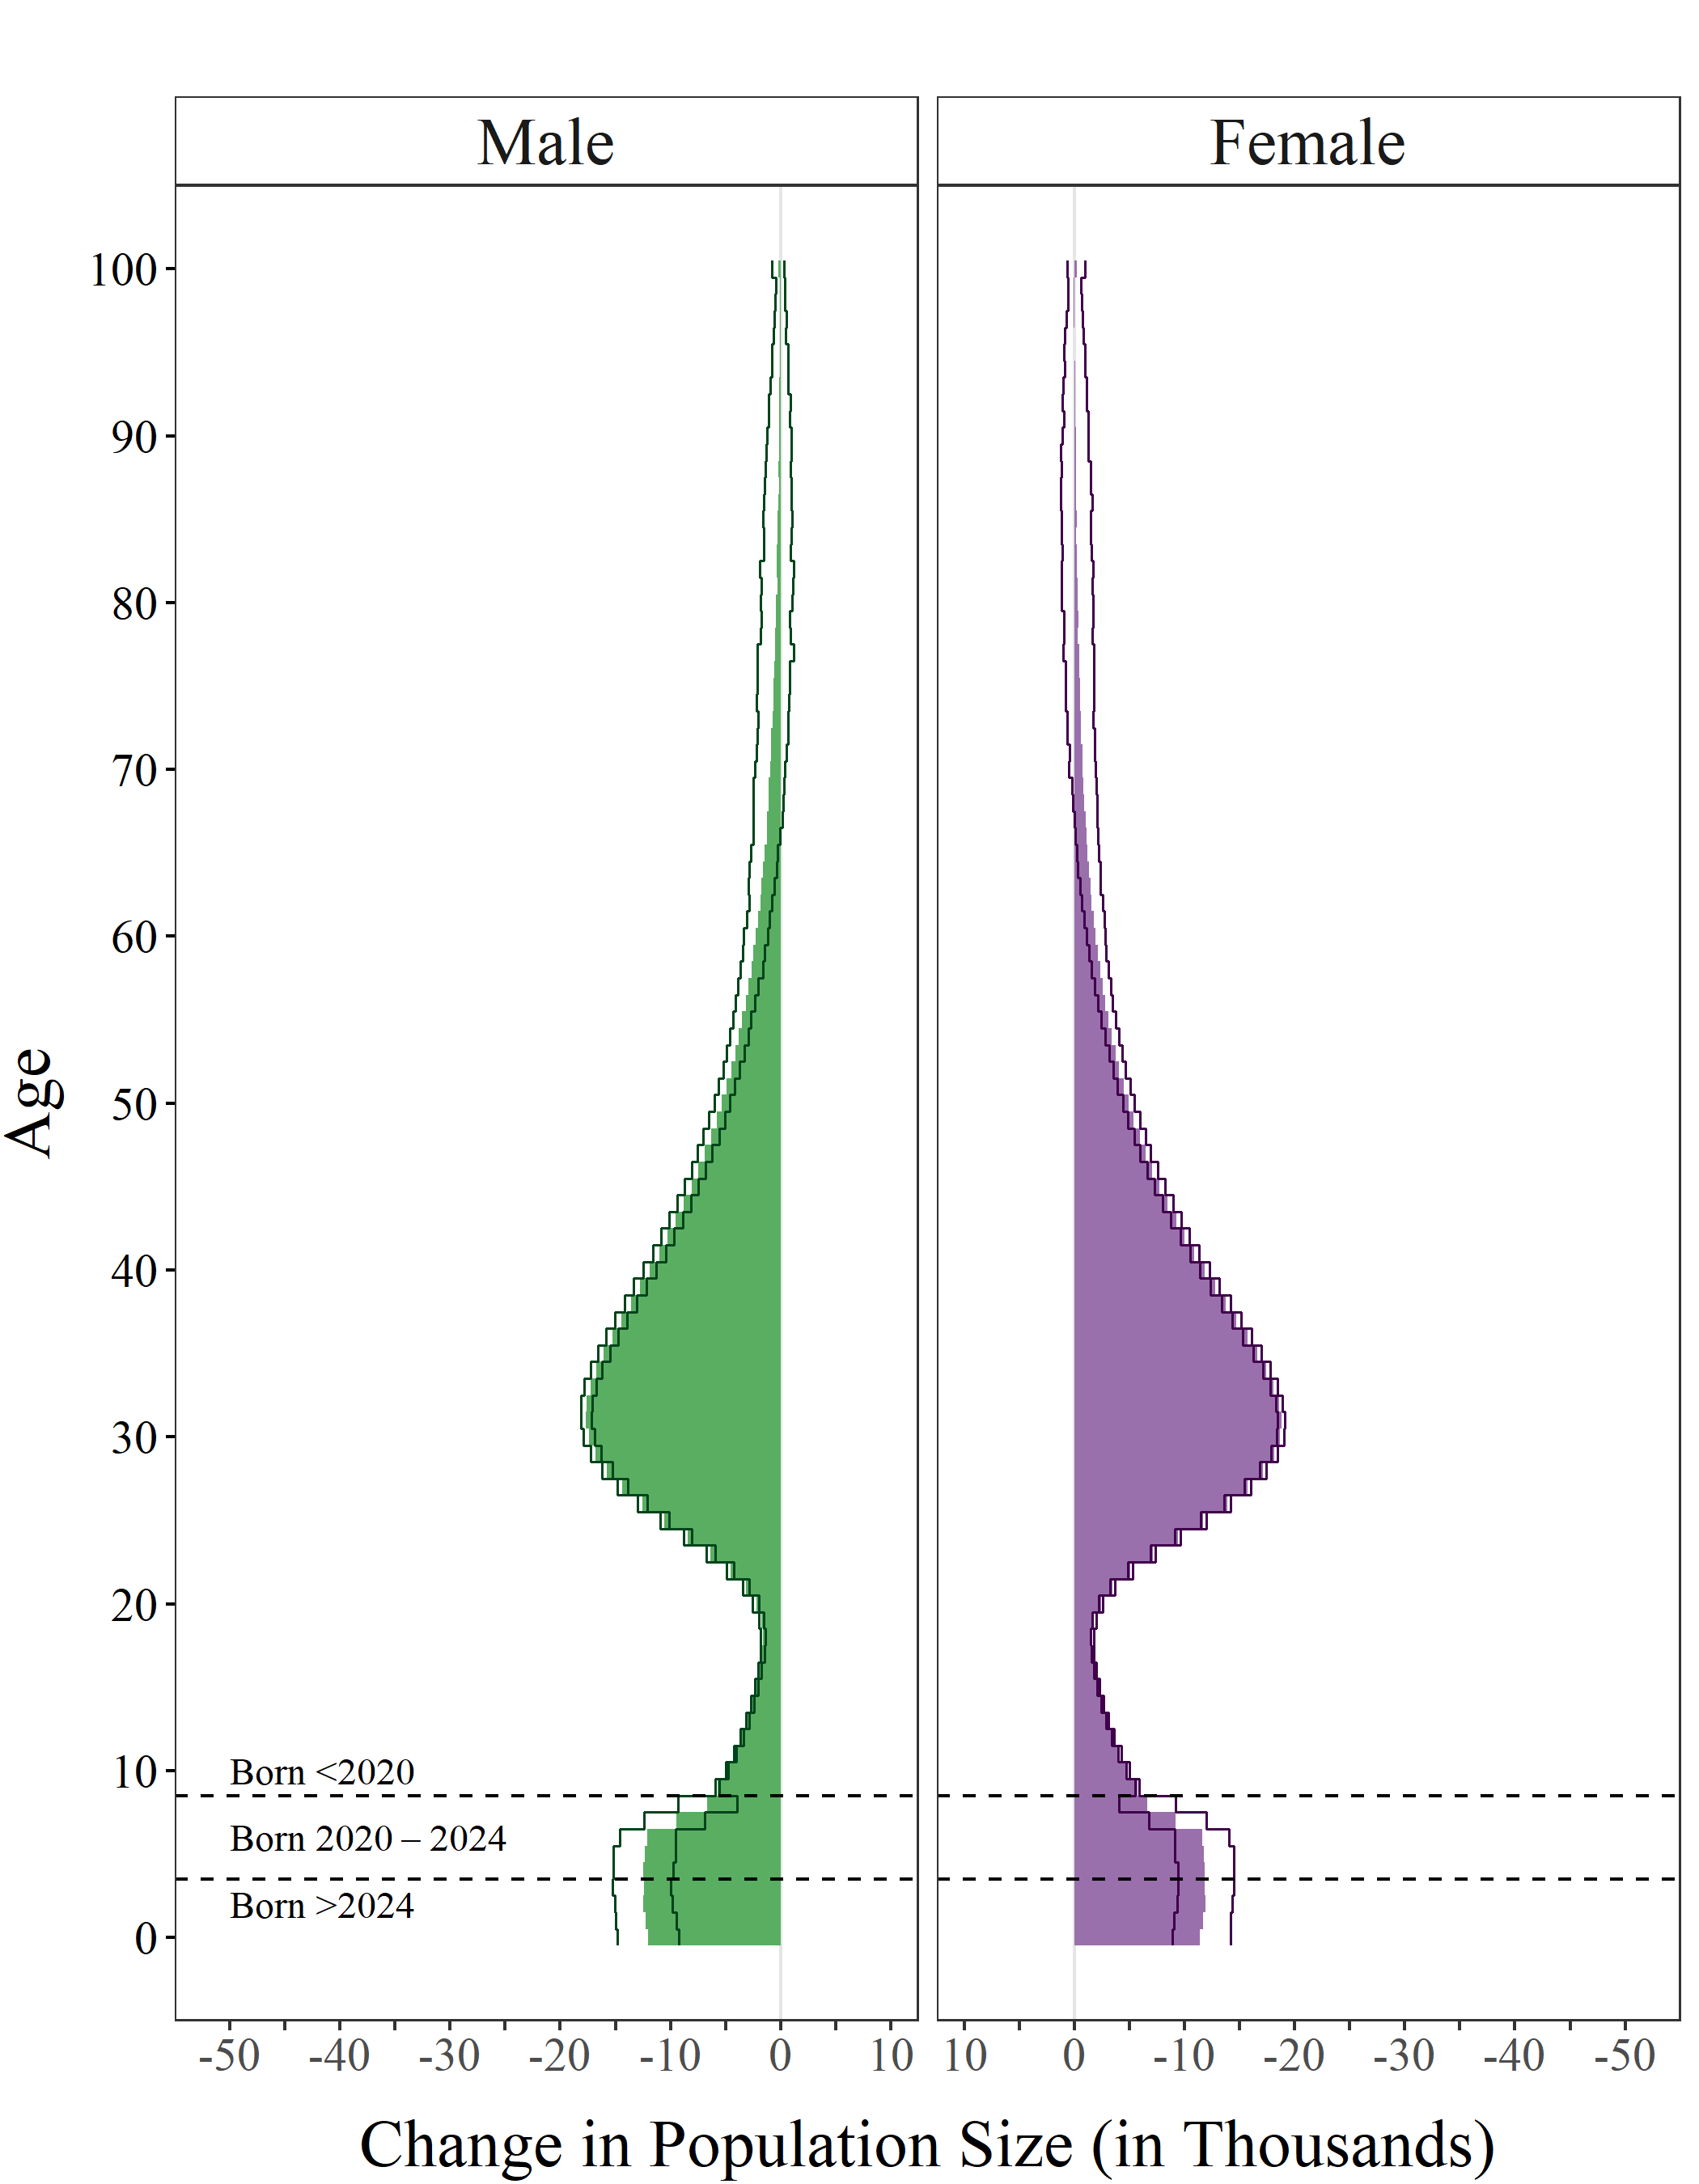 Male
Female
100
90
80
70
60
50
40
30
20
10
0
Age
Born <2020
Born 2020 – 2024
Born >2024
-50 -40 -30 -20 -10 0 10
10 0 -10 -20 -30 -40 -50
Change in Population Size (in Thousands)